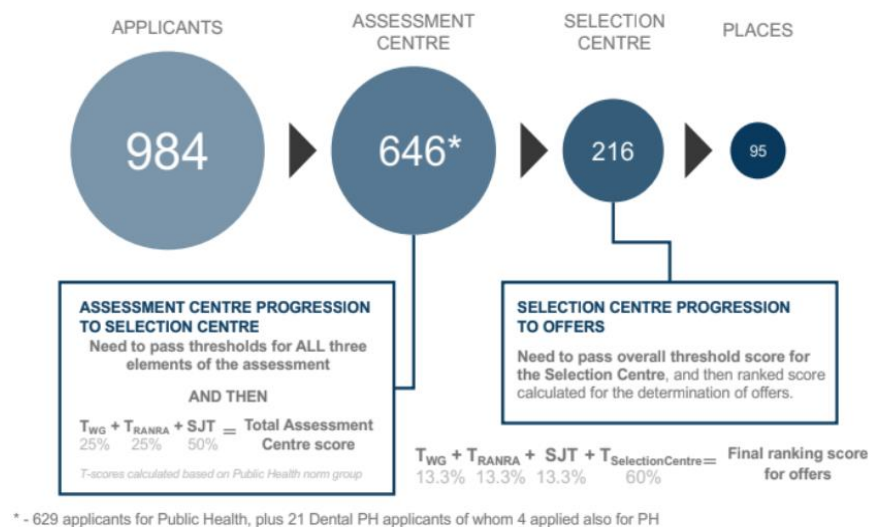 APPLICANTS
ASSESSMENT
CENTRE
SELECTION
CENTRE
PLACES
984
646*
216
95
ASSESSMENT CENTRE PROGRESSION
TO SELECTION CENTRE
Need to pass thresholds for ALL three
elements of the assessment
AND THEN
TWG + TRANRA + SJT = Total Assessment
25% 25% 50% Centre score
T-scores calculated based on Public Health norm group
SELECTION CENTRE PROGRESSION
TO OFFERS
Need to pass overall threshold score for
the Selection Centre, and then ranked score
calculated for the determination of offers.
TWG + TRANRA + SJT + TSelectionCentre= Final ranking score
13.3% 13.3% 13.3% 60% for offers
* - 629 applicants for Public Health, plus 21 Dental PH applicants of whom 4 applied also for PH